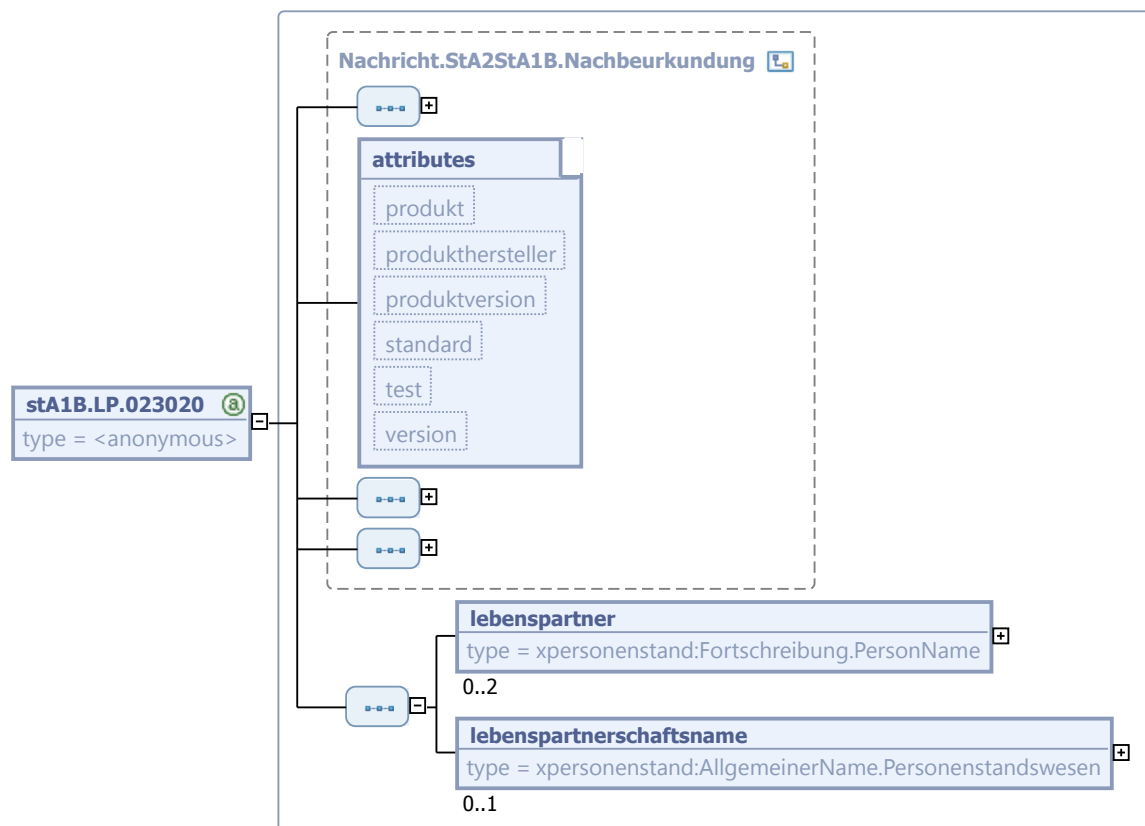 Nachricht.StA2StA1B.Nachbeurkundung
attributes
produkt
produkthersteller
produktversion
standard
test
version
stA1B.LP.023020 a
type = <anonymous>
lebenspartner
type = xpersonenstand:Fortschreibung.PersonName
0..2
lebenspartnerschaftsname
type = xpersonenstand:AllgemeinerName.Personenstandswesen
0..1